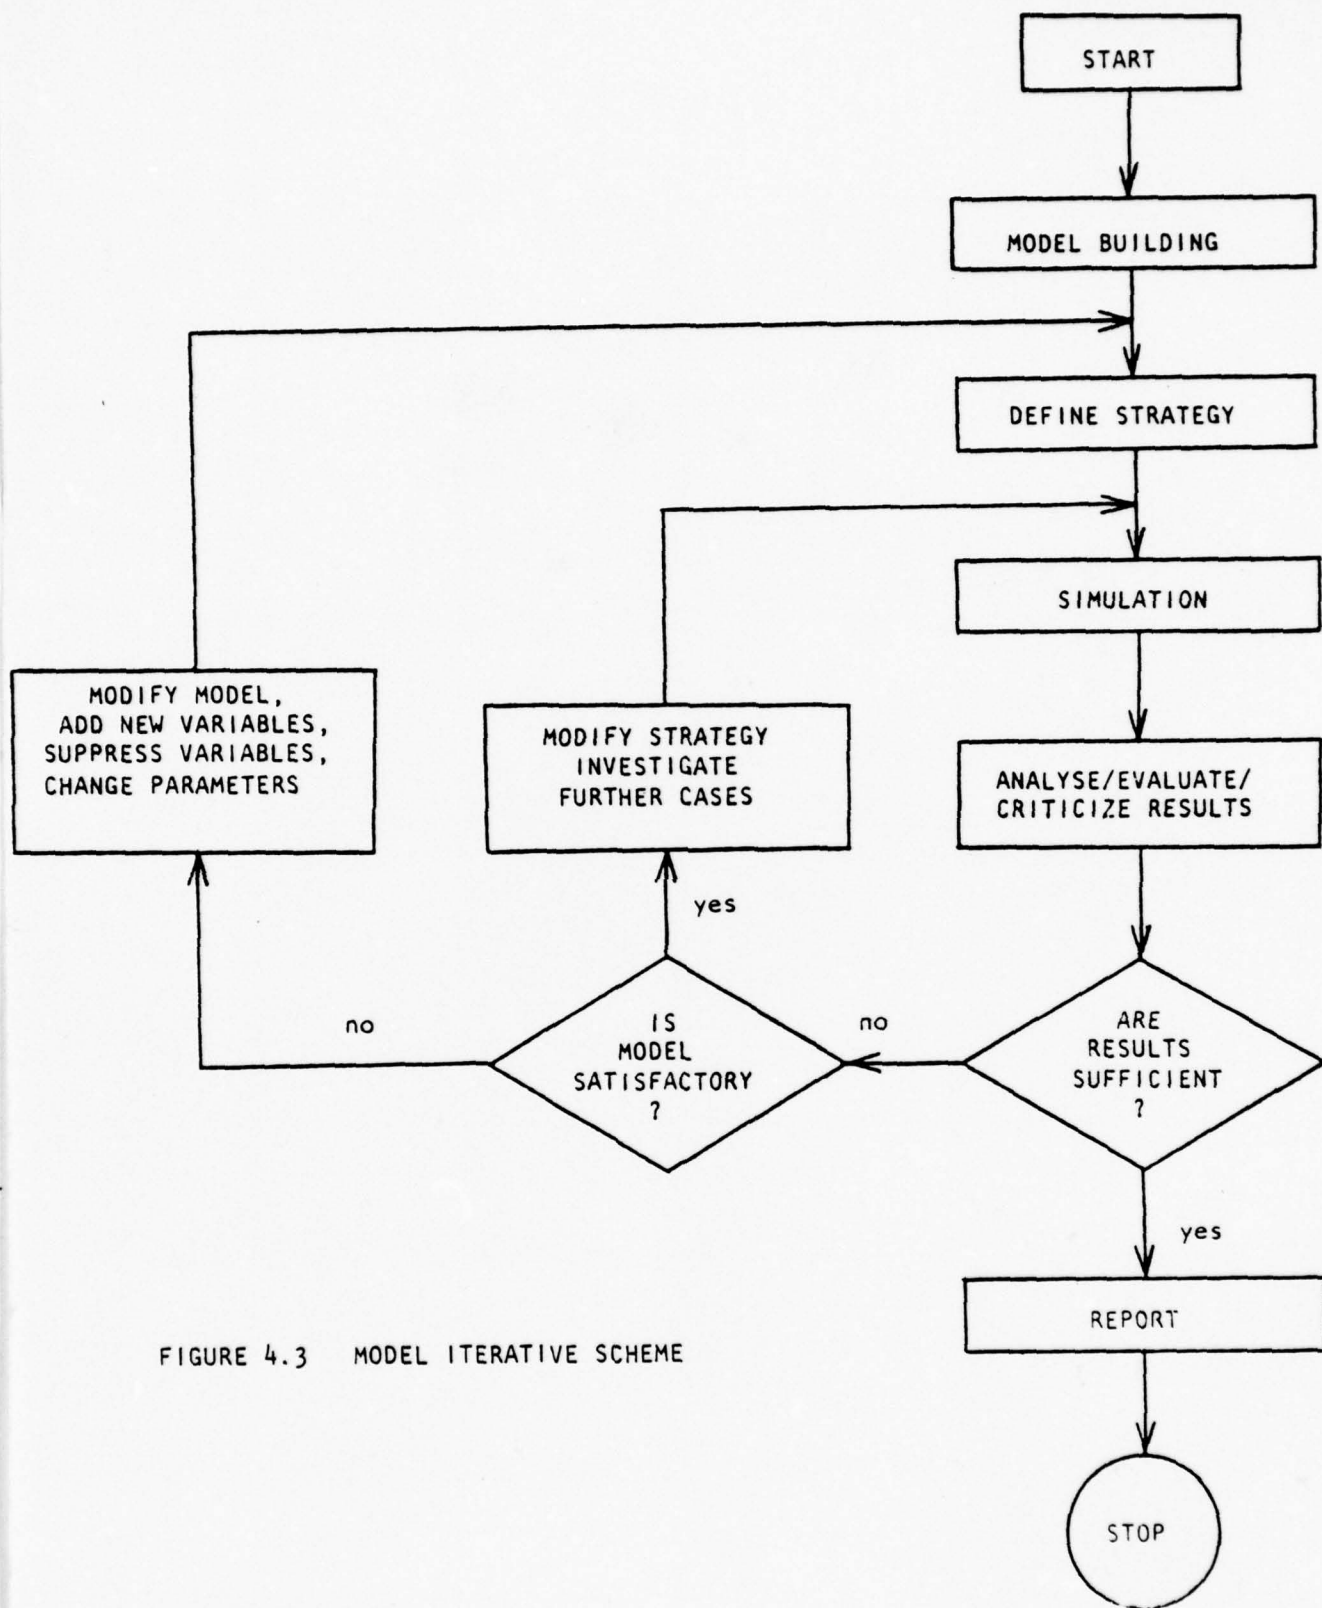 START
MODEL BUILDING
DEFINE STRATEGY
SIMULATION
MODIFY MODEL,
ADD NEW VARIABLES,
SUPPRESS VARIABLES,
CHANGE PARAMETERS
MODIFY STRATEGY
INVESTIGATE
FURTHER CASES
ANALYSE/EVALUATE/
CRITICIZE RESULTS
yes
no
IS
MODEL
SATISFACTORY
?
no
ARE
RESULTS
SUFFICIENT
?
yes
REPORT
FIGURE 4.3 MODEL ITERATIVE SCHEME
STOP